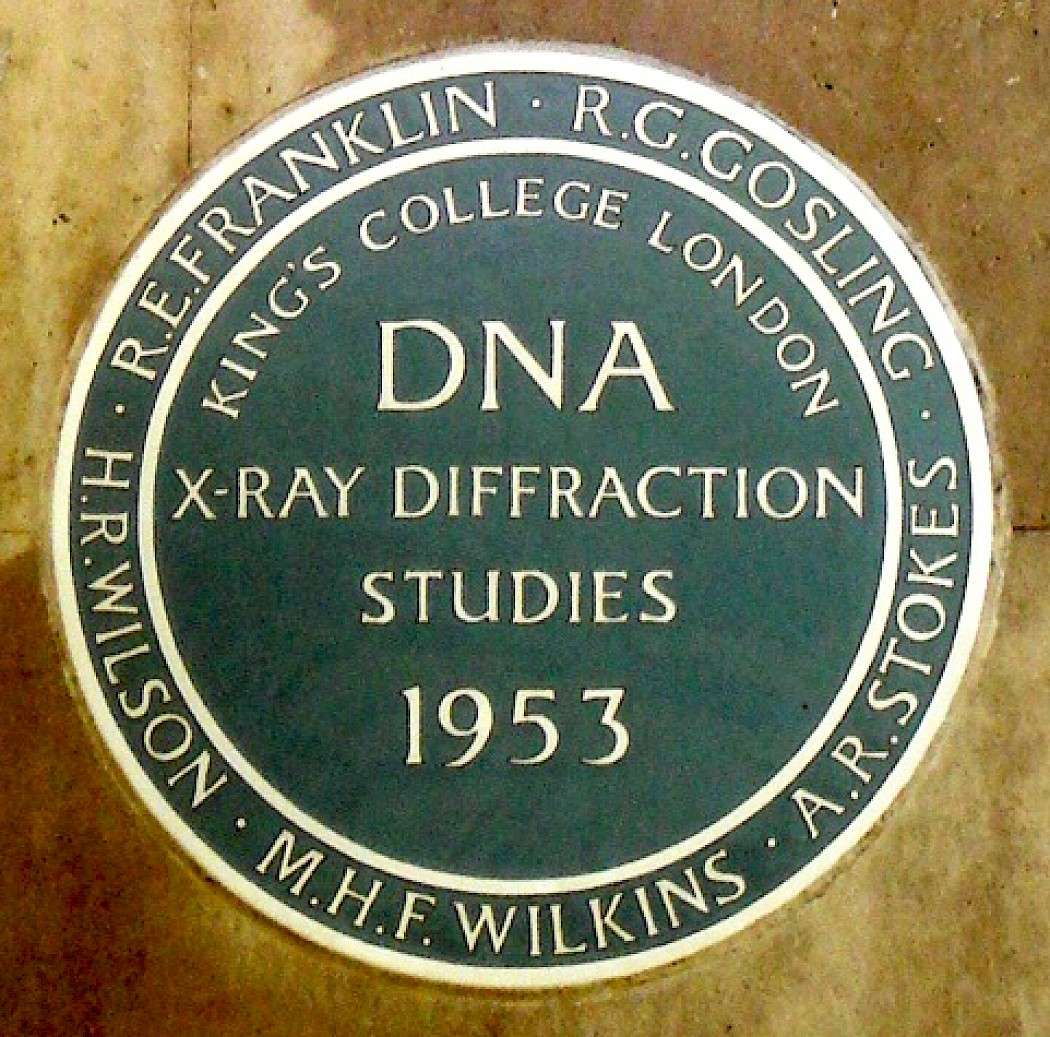 R.E.FRANKLIN · R.G.GOSLING · A.R.STOKES · M.H.F.WILKINS · H.R.WILSON ·
KING'S COLLEGE LONDON
DNA
X-RAY DIFFRACTION
STUDIES
1953